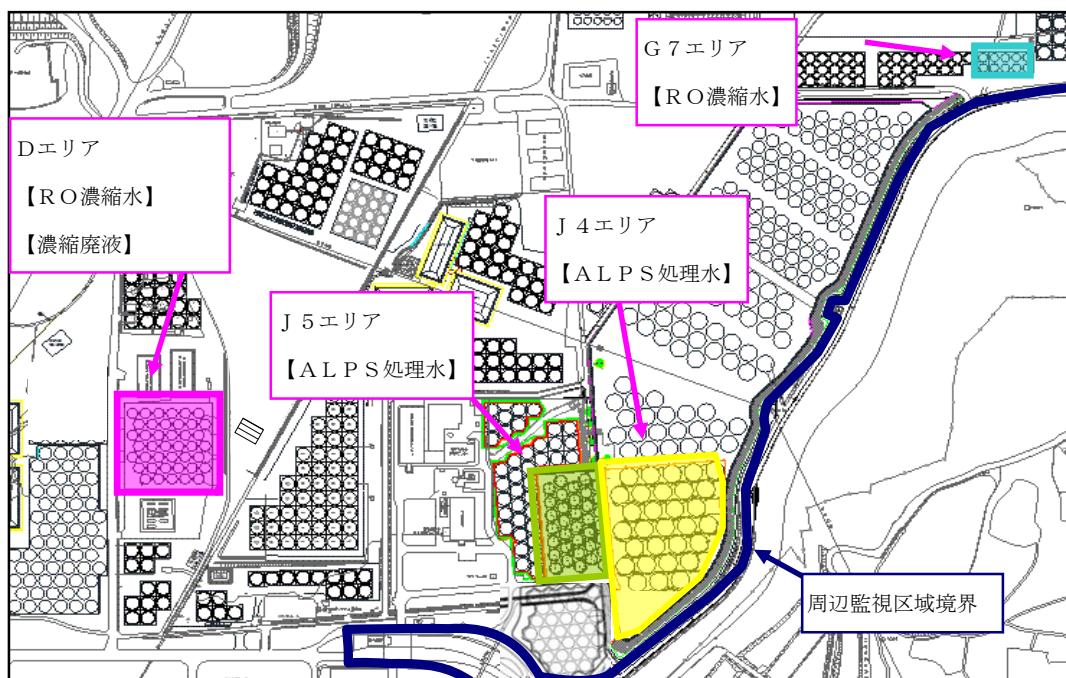 G7エリア
【RO濃縮水】
Dエリア
【RO濃縮水】
【濃縮廃液】
J4エリア
【ALPS処理水】
J5エリア
【ALPS処理水】
周辺監視区域境界